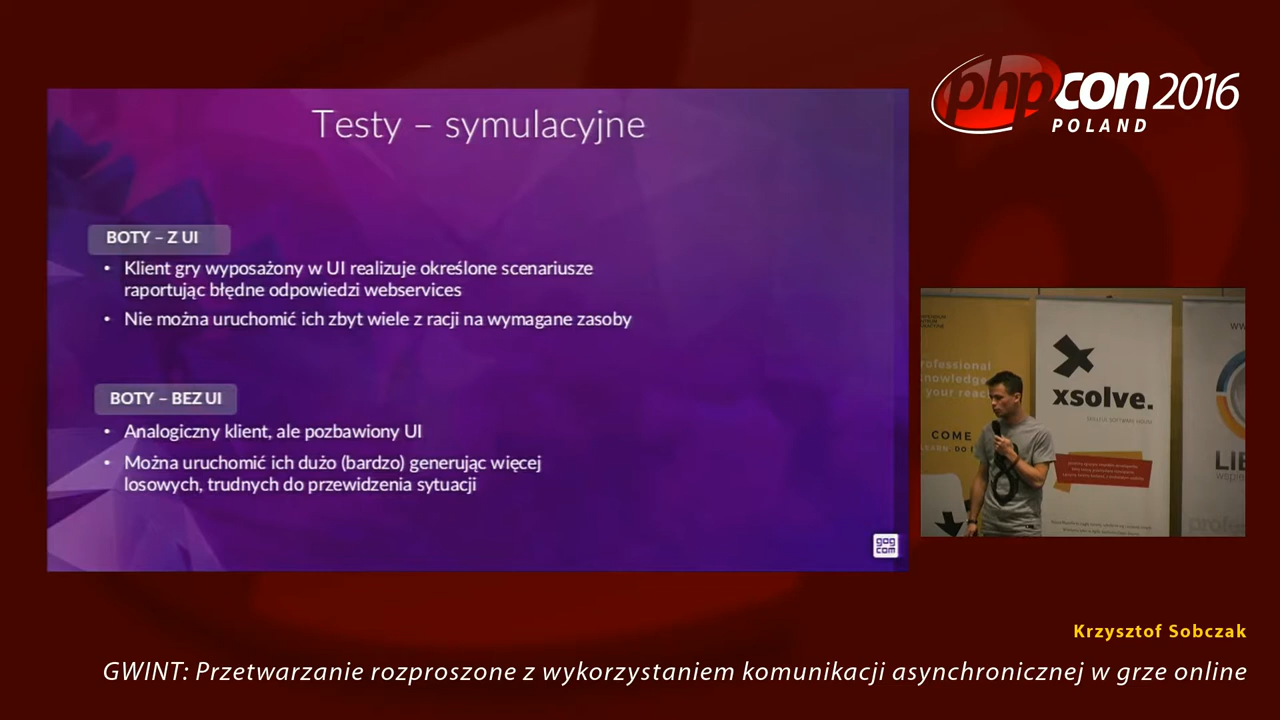 phpcon 2016
POLAND
Testy – symulacyjne
BOTY – Z UI
• Klient gry wyposażony w UI realizuje określone scenariusze
raportując błędne odpowiedzi webservices
• Nie można uruchomić ich zbyt wiele z racji na wymagane zasoby
BOTY – BEZ UI
• Analogiczny klient, ale pozbawiony UI
• Można uruchomić ich dużo (bardzo) generując więcej
losowych, trudnych do przewidzenia sytuacji
gog
com
xsolve.
COME
Krzysztof Sobczak
GWINT: Przetwarzanie rozproszone z wykorzystaniem komunikacji asynchronicznej w grze online